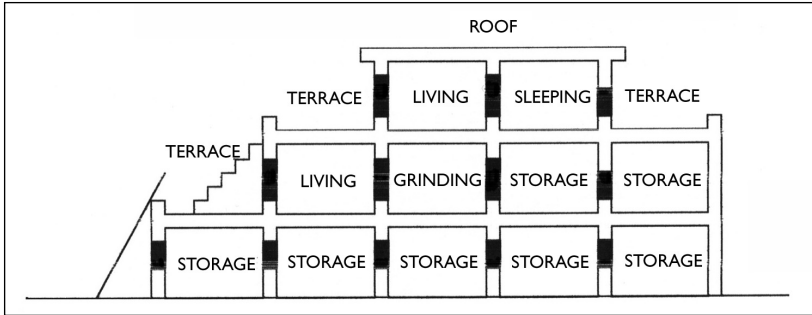 ROOF
TERRACE LIVING SLEEPING TERRACE
TERRACE
LIVING GRINDING STORAGE STORAGE
STORAGE STORAGE STORAGE STORAGE STORAGE